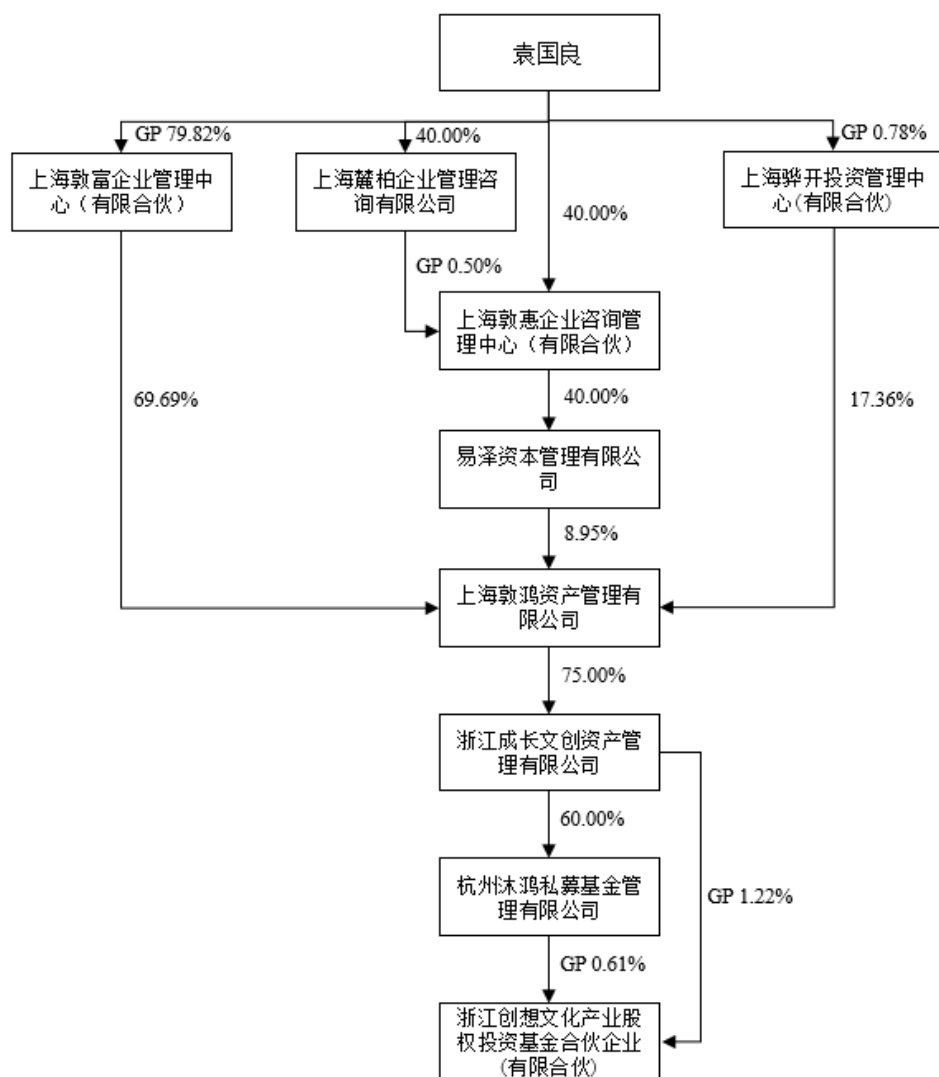 袁国良
GP 79.82%
40.00%
GP 0.78%
上海敦富企业管理中
心（有限合伙）
上海麓柏企业管理咨
询有限公司
上海骅开投资管理中
心(有限合伙)
40.00%
GP 0.50%
上海敦惠企业咨询管
理中心（有限合伙）
69.69%
40.00%
17.36%
易泽资本管理有限公
司
8.95%
上海敦鸿资产管理有
限公司
75.00%
浙江成长文创资产管
理有限公司
60.00%
杭州沫鸿私募基金管
理有限公司
GP 1.22%
GP 0.61%
浙江创想文化产业股
权投资基金合伙企业
(有限合伙)